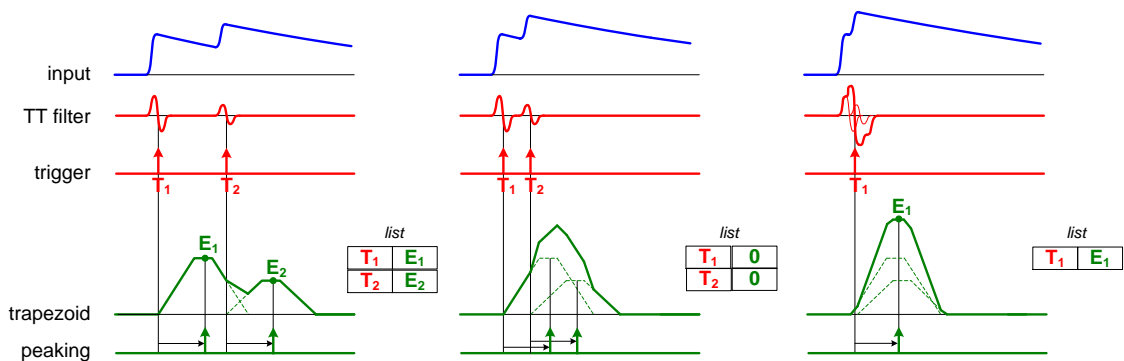 input
TT filter
trigger
T1 T2
T1 T2
T1
E1
E2
list
T1 E1
T2 E2
list
T1 0
T2 0
E1
list
T1 E1
trapezoid
peaking